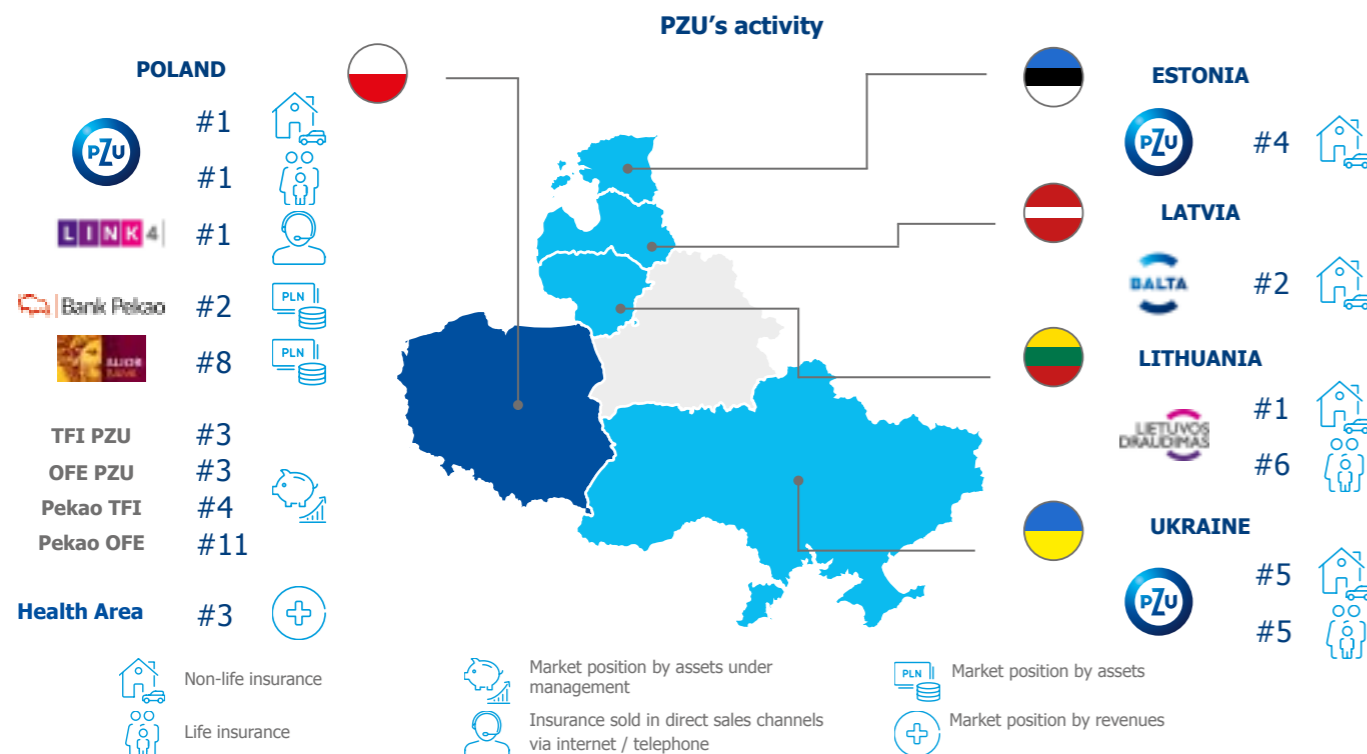 PZU's activity
POLAND
PZU
#1
#1
LINK4
#1
Bank Pekao
#2
PLN
#8
PLN
TFI PZU
#3
OFE PZU
#3
Pekao TFI
#4
Pekao OFE
#11
Health Area
#3
ESTONIA
PZU
#4
LATVIA
BALTA
#2
LITHUANIA
LIETUVOS
DRAUDIMAS
#1
#6
UKRAINE
PZU
#5
#5
Non-life insurance
Life insurance
Market position by assets under
management
Insurance sold in direct sales channels
via internet / telephone
PLN
Market position by assets
Market position by revenues